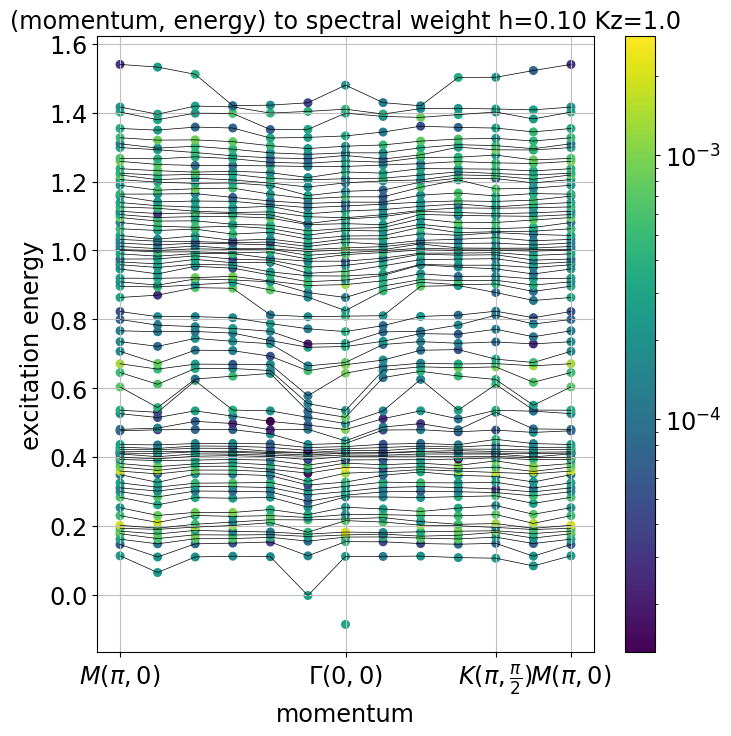 (momentum, energy) to spectral weight h=0.10 Kz=1.0
1.6
1.4
1.2
1.0
0.8
0.6
0.4
0.2
0.0
excitation energy
M(π, 0)
Γ(0, 0)
K(π, π/2)
M(π, 0)
momentum
10⁻³
10⁻⁴